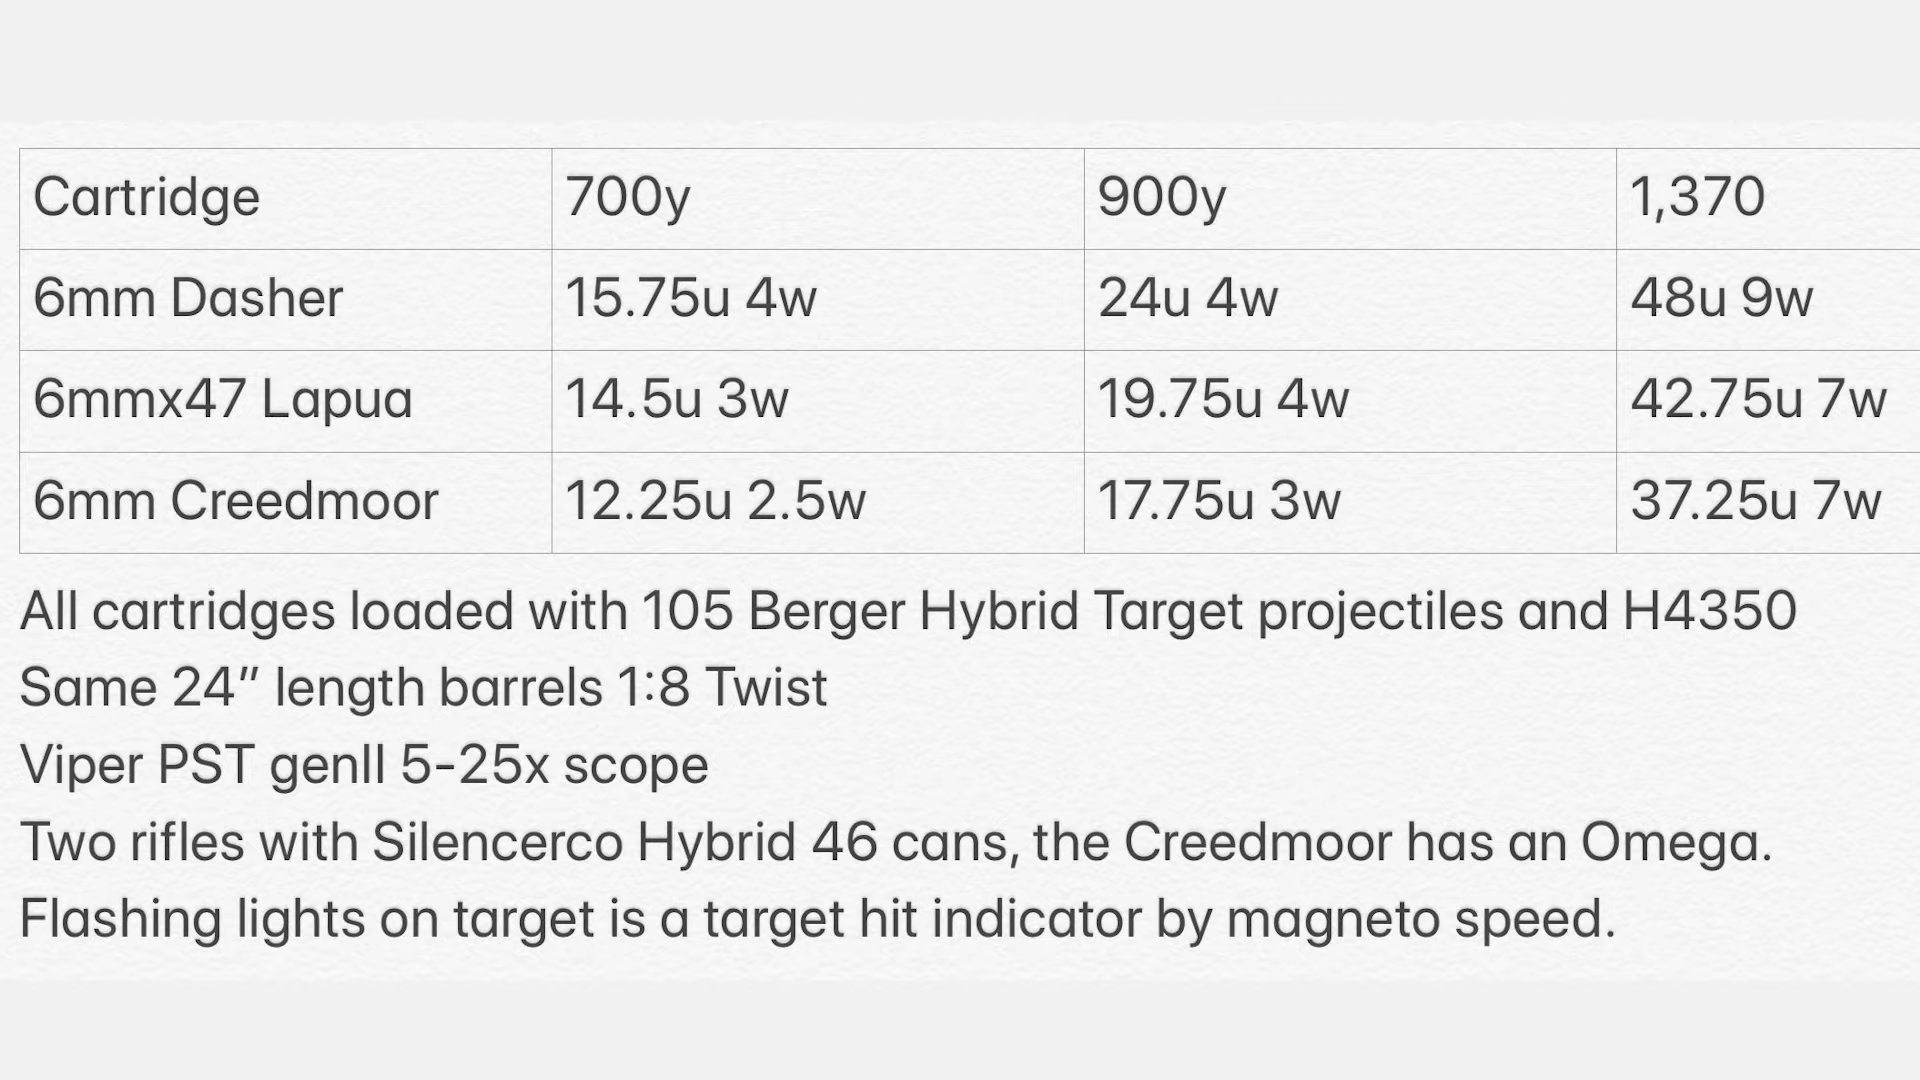 Cartridge 700y 900y 1,370
6mm Dasher 15.75u 4w 24u 4w 48u 9w
6mmx47 Lapua 14.5u 3w 19.75u 4w 42.75u 7w
6mm Creedmoor 12.25u 2.5w 17.75u 3w 37.25u 7w
All cartridges loaded with 105 Berger Hybrid Target projectiles and H4350
Same 24” length barrels 1:8 Twist
Viper PST genII 5-25x scope
Two rifles with Silencerco Hybrid 46 cans, the Creedmoor has an Omega.
Flashing lights on target is a target hit indicator by magneto speed.